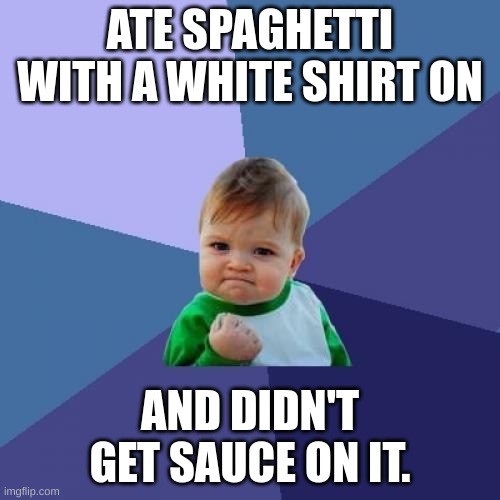 ATE SPAGHETTI
WITH A WHITE SHIRT ON
AND DIDN'T
GET SAUCE ON IT.
imgflip.com